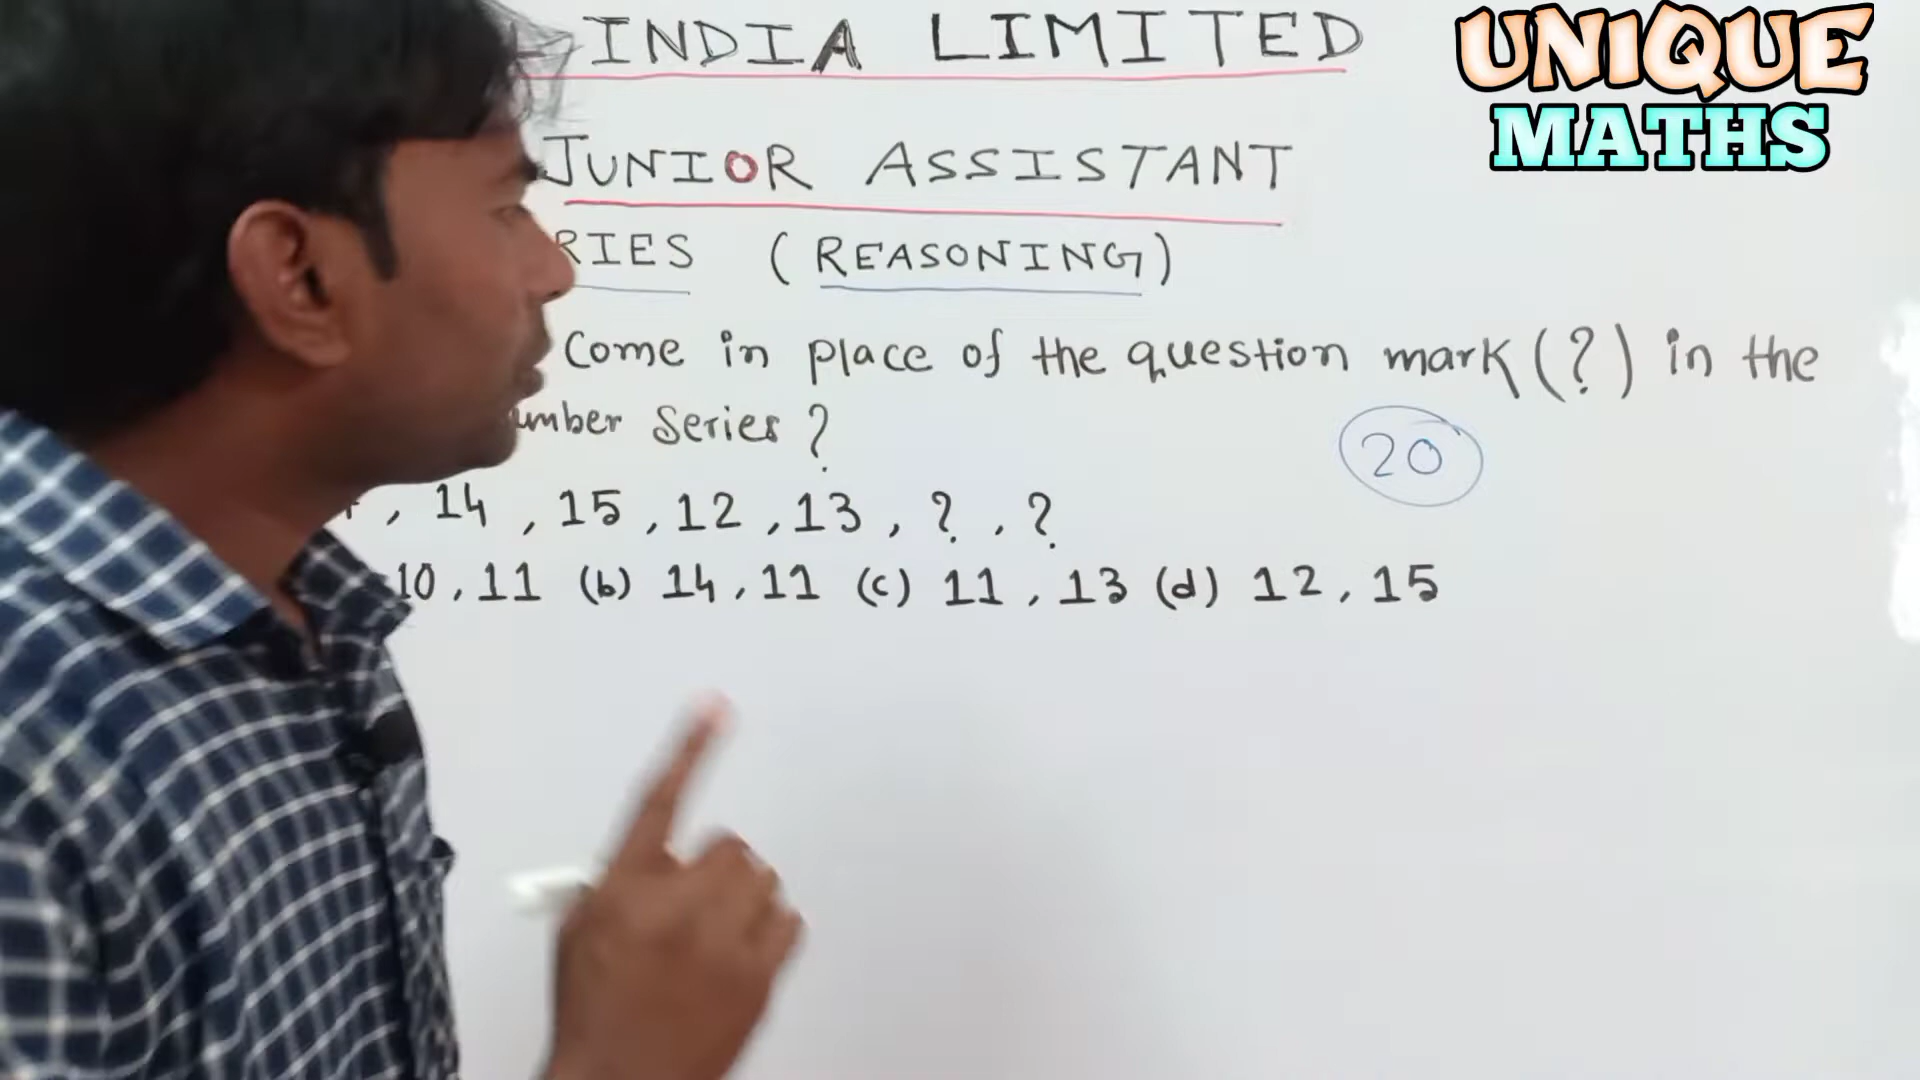 INDIA LIMITED
UNIQUE
MATHS
JUNIOR ASSISTANT
RIES (REASONING)
Come in place of the question mark (?) in the
umber Series?
20
, 14, 15, 12, 13, ?, ?
10, 11 (b) 14, 11 (c) 11, 13 (d) 12, 15